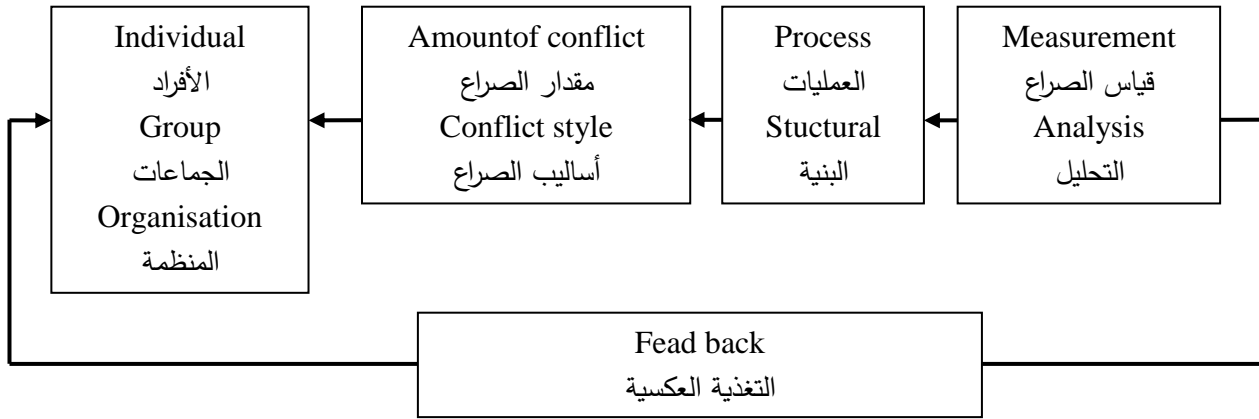 Individual
الأفراد
Group
الجماعات
Organisation
المنظمة
Amountof conflict
مقدار الصراع
Conflict style
أساليب الصراع
Process
العمليات
Stuctural
البنية
Measurement
قياس الصراع
Analysis
التحليل
Fead back
التغذية العكسية